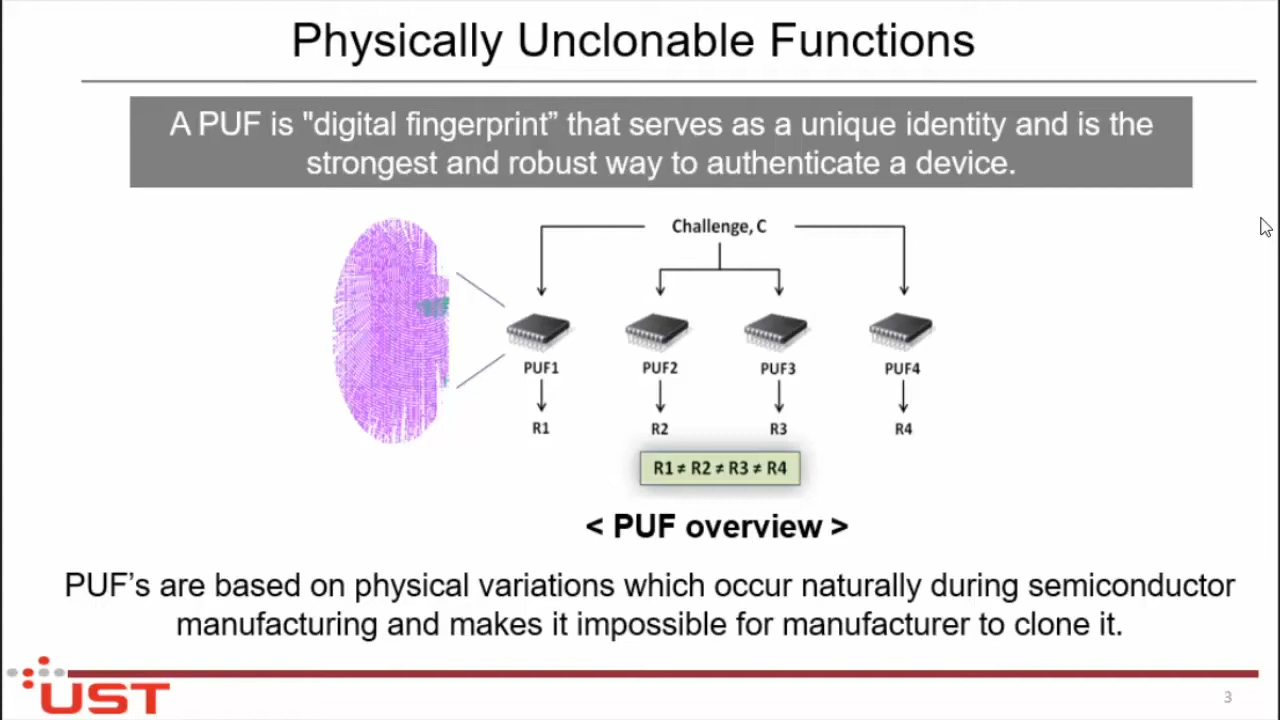 Physically Unclonable Functions
A PUF is "digital fingerprint” that serves as a unique identity and is the
strongest and robust way to authenticate a device.
Challenge, C
PUF1 PUF2 PUF3 PUF4
R1 R2 R3 R4
R1 ≠ R2 ≠ R3 ≠ R4
< PUF overview >
PUF’s are based on physical variations which occur naturally during semiconductor
manufacturing and makes it impossible for manufacturer to clone it.
UST
3